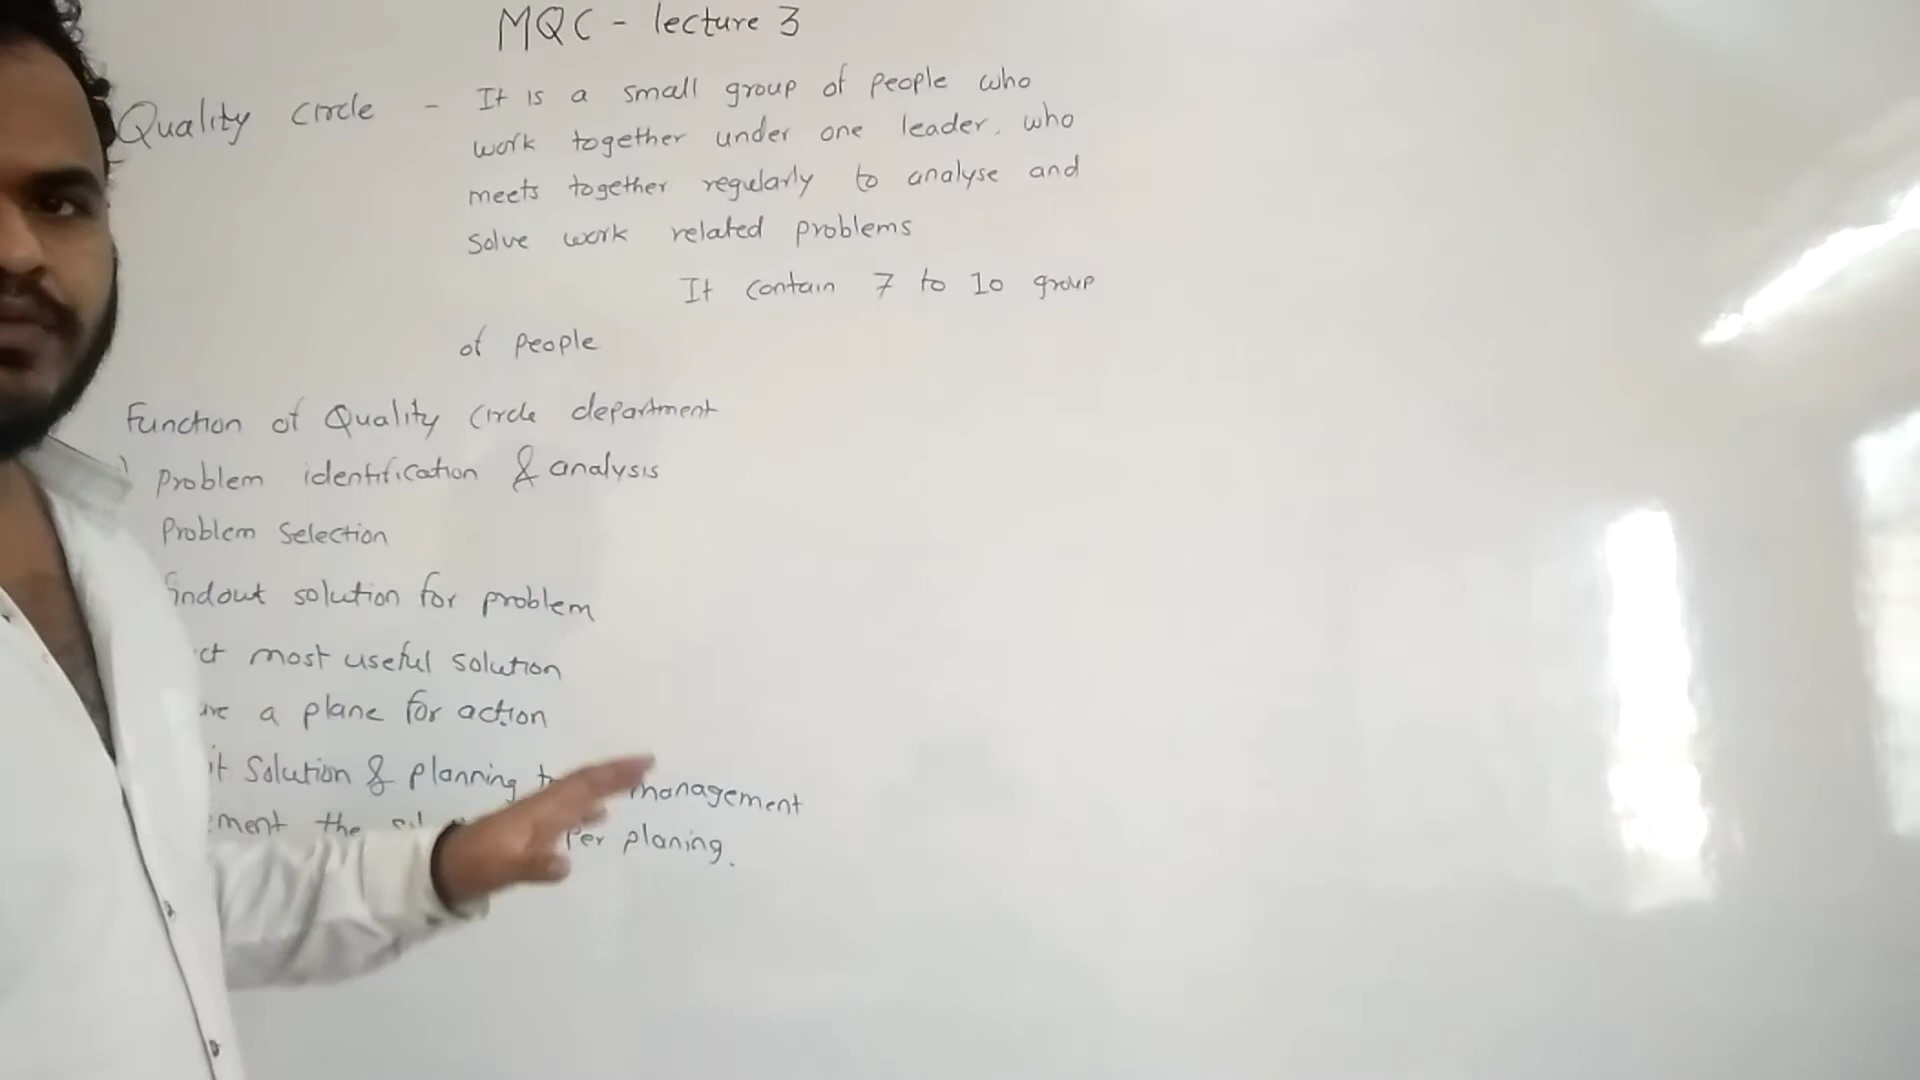 MQC - lecture 3
Quality circle - It is a small group of people who
work together under one leader, who
meets together regularly to analyse and
solve work related problems
It contain 7 to 10 group
of people
Function of Quality circle department
) Problem identification & analysis
Problem Selection
findout solution for problem
most useful solution
a plane for action
Solution & planning management
the per planing.